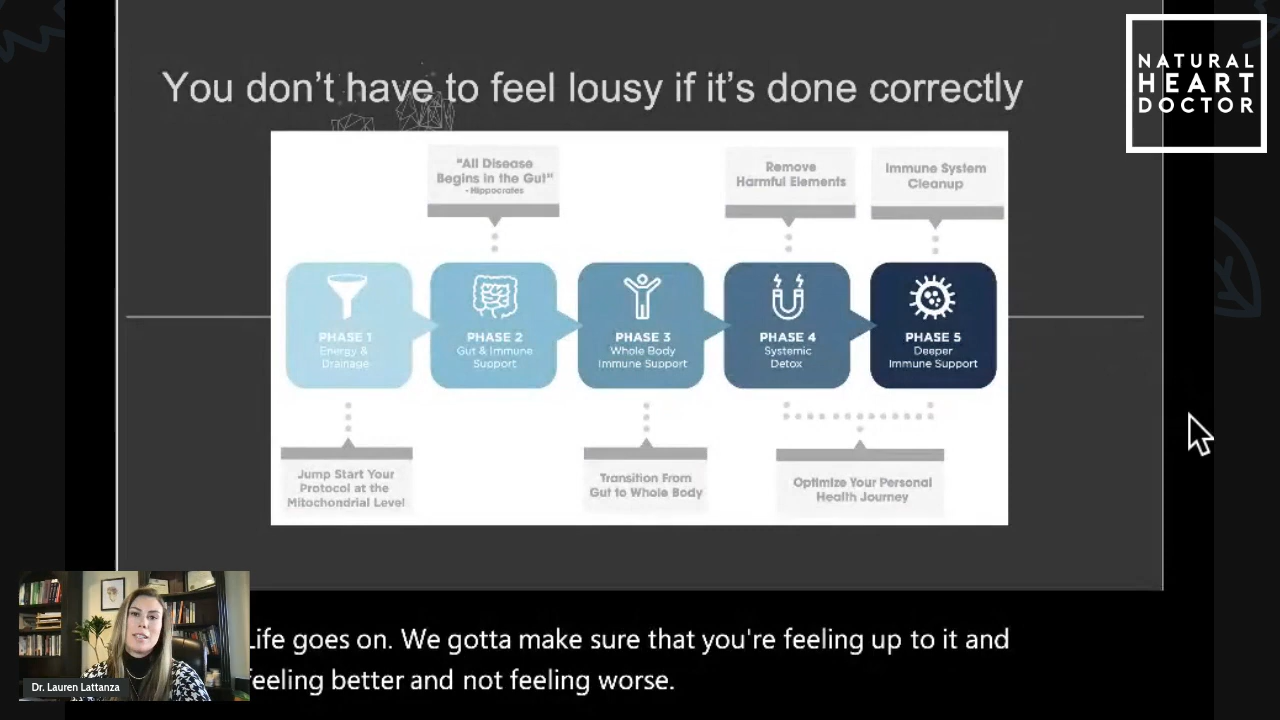 You don't have to feel lousy if it's done correctly
NATURAL
HEART
DOCTOR
"All Disease
Begins in the Gut"
- Hippocrates
Remove
Harmful Elements
Immune System
Cleanup
PHASE 1
Energy &
Drainage
PHASE 2
Gut & Immune
Support
PHASE 3
Whole Body
Immune Support
PHASE 4
Systemic
Detox
PHASE 5
Deeper
Immune Support
Jump Start Your
Protocol at the
Mitochondrial Level
Transition From
Gut to Whole Body
Optimize Your Personal
Health Journey
Life goes on. We gotta make sure that you're feeling up to it and
feeling better and not feeling worse.
Dr. Lauren Lattanza